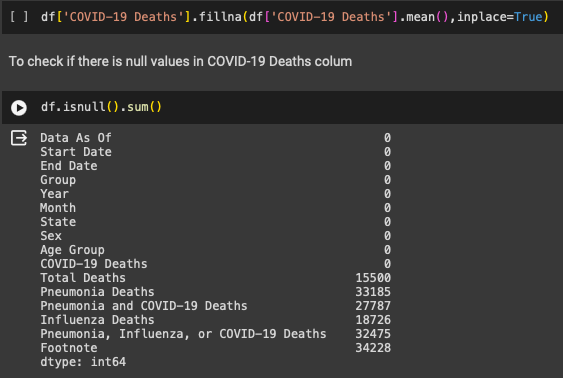 [ ] df['COVID-19 Deaths'].fillna(df['COVID-19 Deaths'].mean(),inplace=True)
To check if there is null values in COVID-19 Deaths colum
df.isnull().sum()
Data As Of 0
Start Date 0
End Date 0
Group 0
Year 0
Month 0
State 0
Sex 0
Age Group 0
COVID-19 Deaths 0
Total Deaths 15500
Pneumonia Deaths 33185
Pneumonia and COVID-19 Deaths 27787
Influenza Deaths 18726
Pneumonia, Influenza, or COVID-19 Deaths 32475
Footnote 34228
dtype: int64